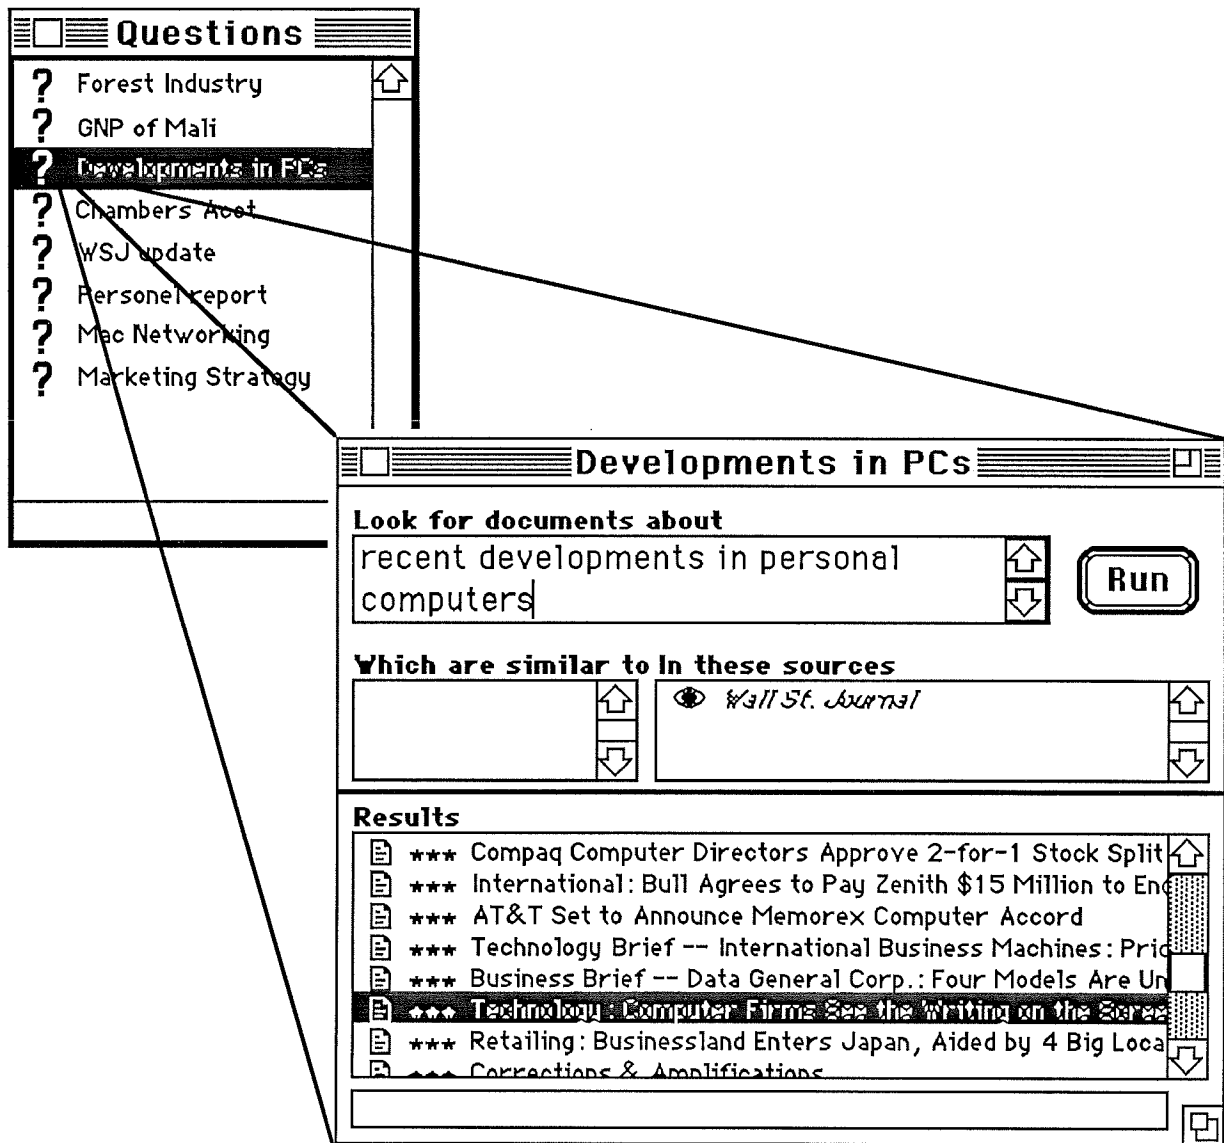 Questions
? Forest Industry
? GNP of Mali
? Developments in PCs
? Chambers Acct
? WSJ update
? Personel report
? Mac Networking
? Marketing Strategy
Developments in PCs
Look for documents about
recent developments in personal
computers
Run
Which are similar to In these sources
Wall St. Journal
Results
*** Compaq Computer Directors Approve 2-for-1 Stock Split
*** International: Bull Agrees to Pay Zenith $15 Million to
*** AT&T Set to Announce Memorex Computer Accord
*** Technology Brief -- International Business Machines:
*** Business Brief -- Data General Corp.: Four Models Are
*** Technology: Computer Firms See the Writing on the
*** Retailing: Businessland Enters Japan, Aided by 4 Big
*** Corrections & Amplifications